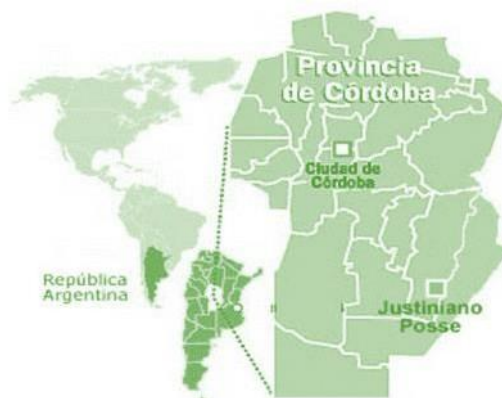 Provincia
de Córdoba
Ciudad de
Córdoba
República
Argentina
Justiniano
Posse